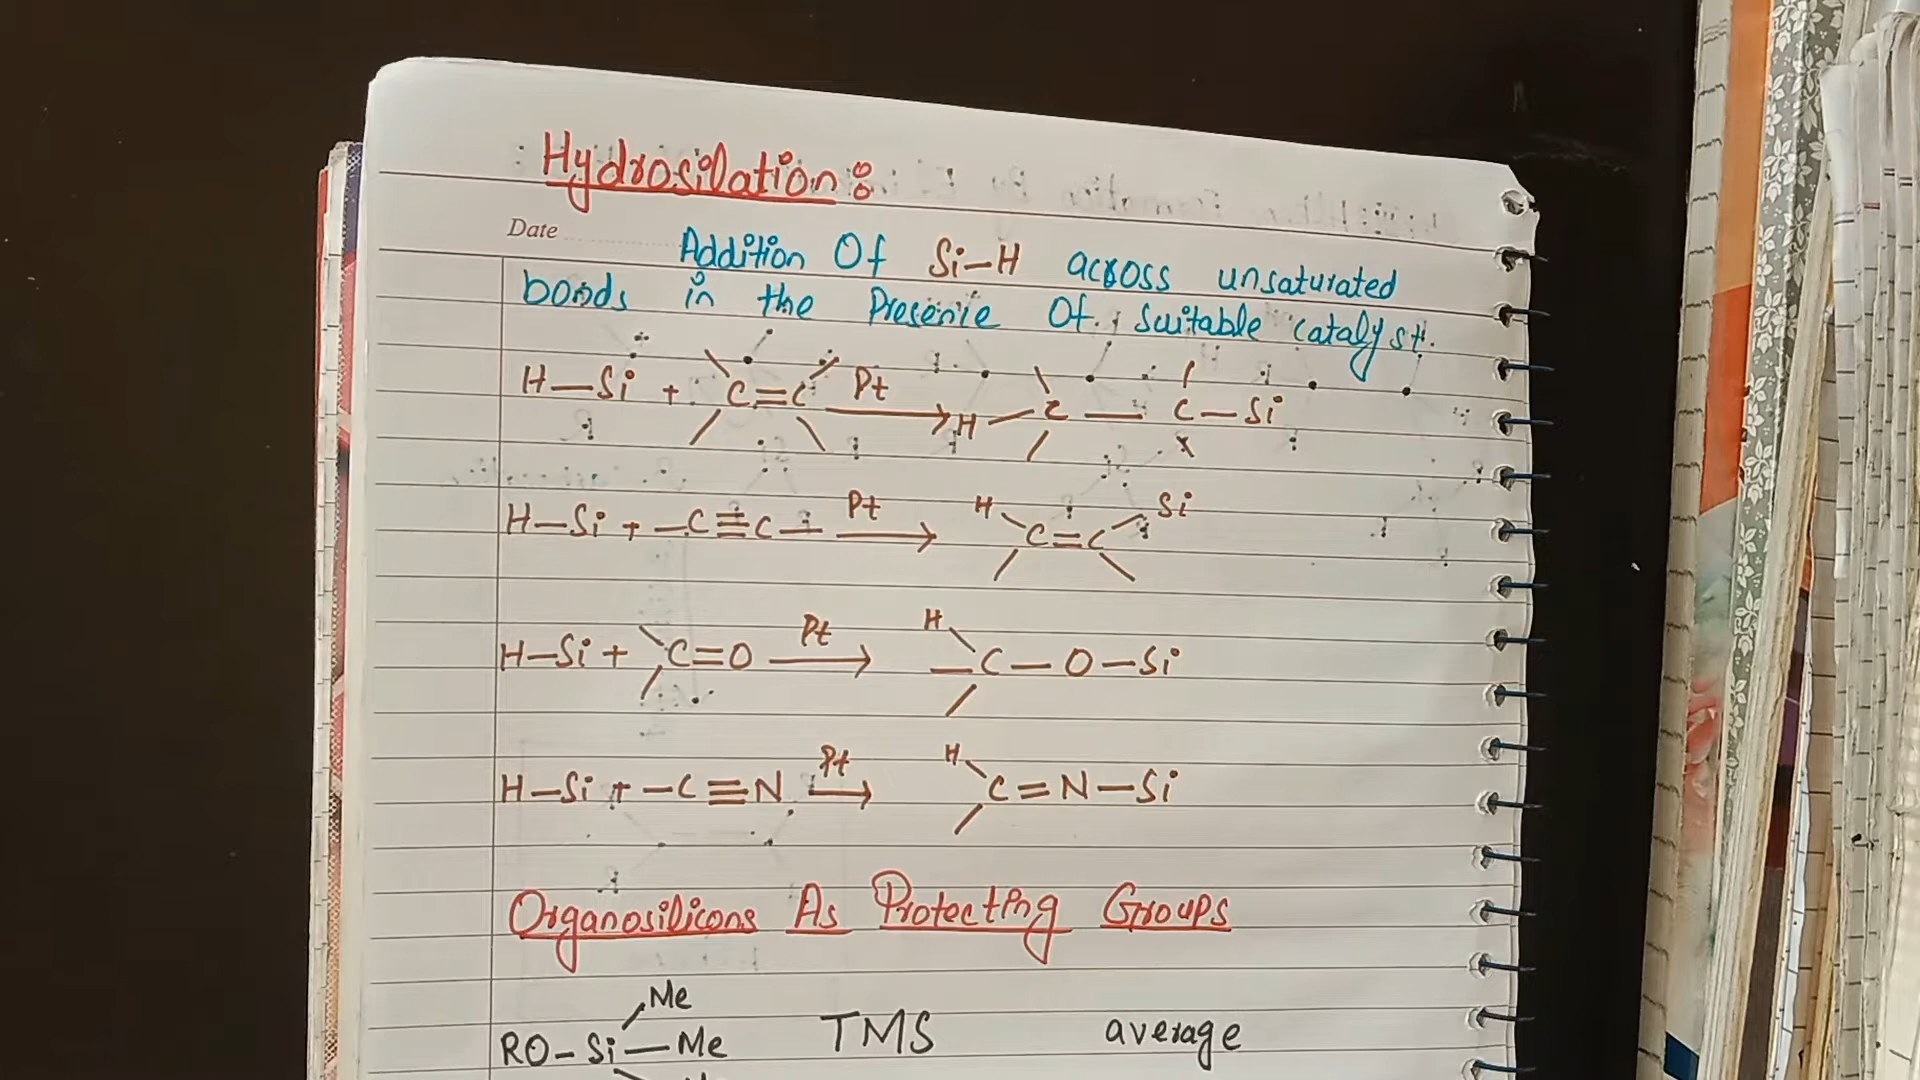 Hydrosilation:
Date
Addition Of Si-H across unsaturated
bonds in the Presence Of suitable catalyst.
H-Si + C=C Pt H-C-C-Si
H-Si + -C≡C- Pt H C=C Si
H-Si + C=O Pt H C-O-Si
H-Si + -C≡N Pt H C=N-Si
Organosilicons As Protecting Groups
Me
RO-Si-Me TMS average